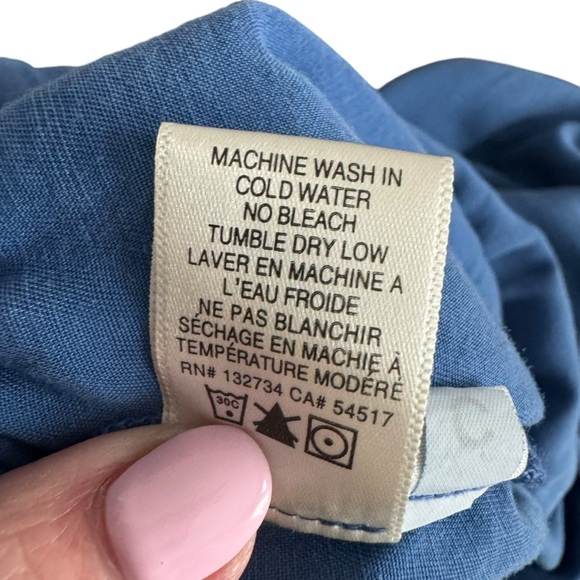 MACHINE WASH IN
COLD WATER
NO BLEACH
TUMBLE DRY LOW
LAVER EN MACHINE A
L'EAU FROIDE
NE PAS BLANCHIR
SÉCHAGE EN MACHIE À
TEMPÉRATURE MODÉRÉ
RN# 132734 CA# 54517
30C